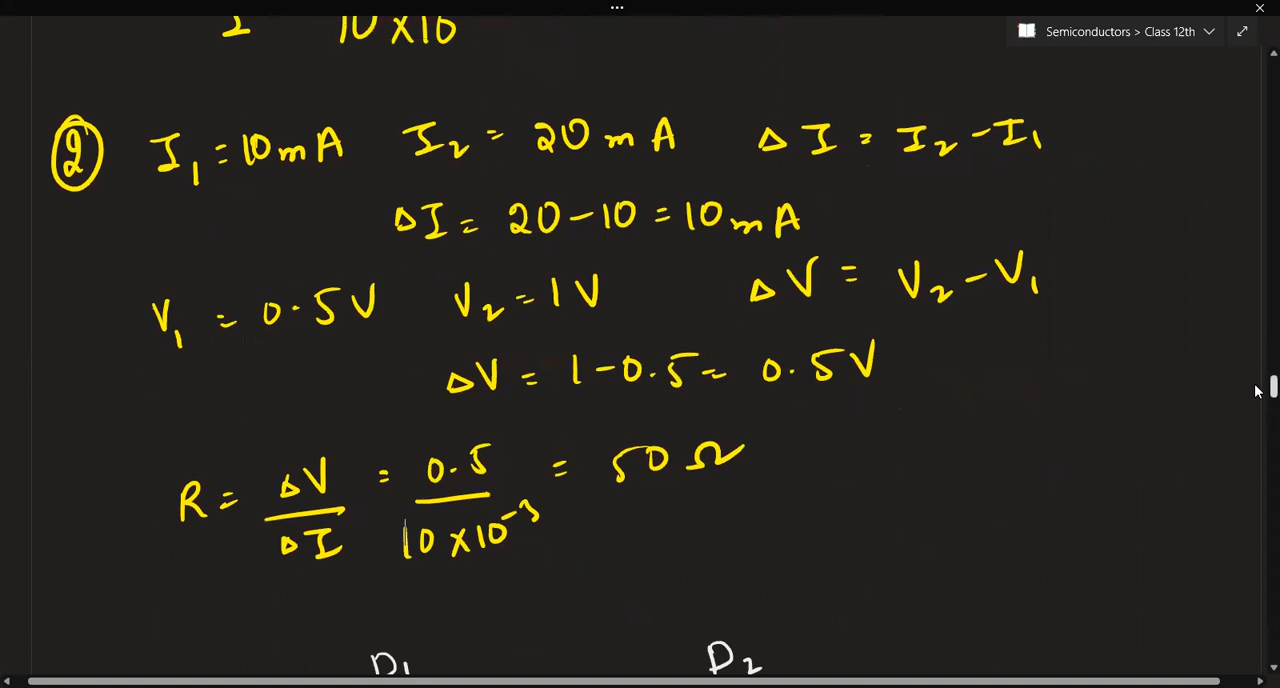 I 10 x 10
Semiconductors > Class 12th
② I₁ = 10 mA I₂ = 20 mA Δ I = I₂ - I₁
ΔI = 20 - 10 = 10 mA
V₁ = 0.5V V₂ = 1V ΔV = V₂ - V₁
ΔV = 1 - 0.5 = 0.5V
R = ΔV/ΔI = 0.5/10 x 10⁻³ = 50 Ω
D₁ D₂